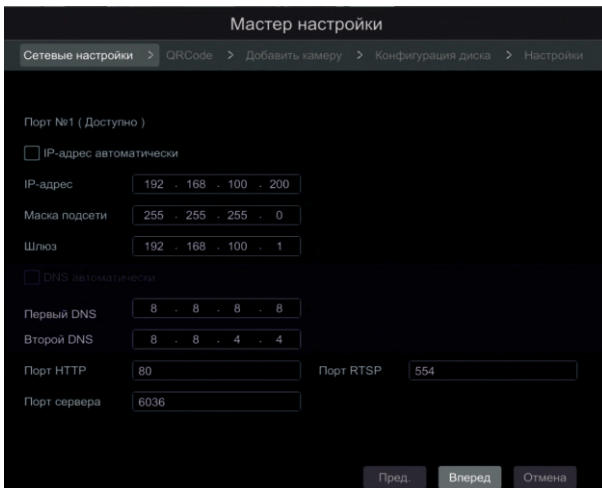 Мастер настройки
Сетевые настройки > QRCode > Добавить камеру > Конфигурация диска > Настройки
Порт №1 ( Доступно )
IP-адрес автоматически
IP-адрес 192 . 168 . 100 . 200
Маска подсети 255 . 255 . 255 . 0
Шлюз 192 . 168 . 100 . 1
DNS автоматически
Первый DNS 8 . 8 . 8 . 8
Второй DNS 8 . 8 . 4 . 4
Порт HTTP 80 Порт RTSP 554
Порт сервера 6036
Пред. Вперед Отмена